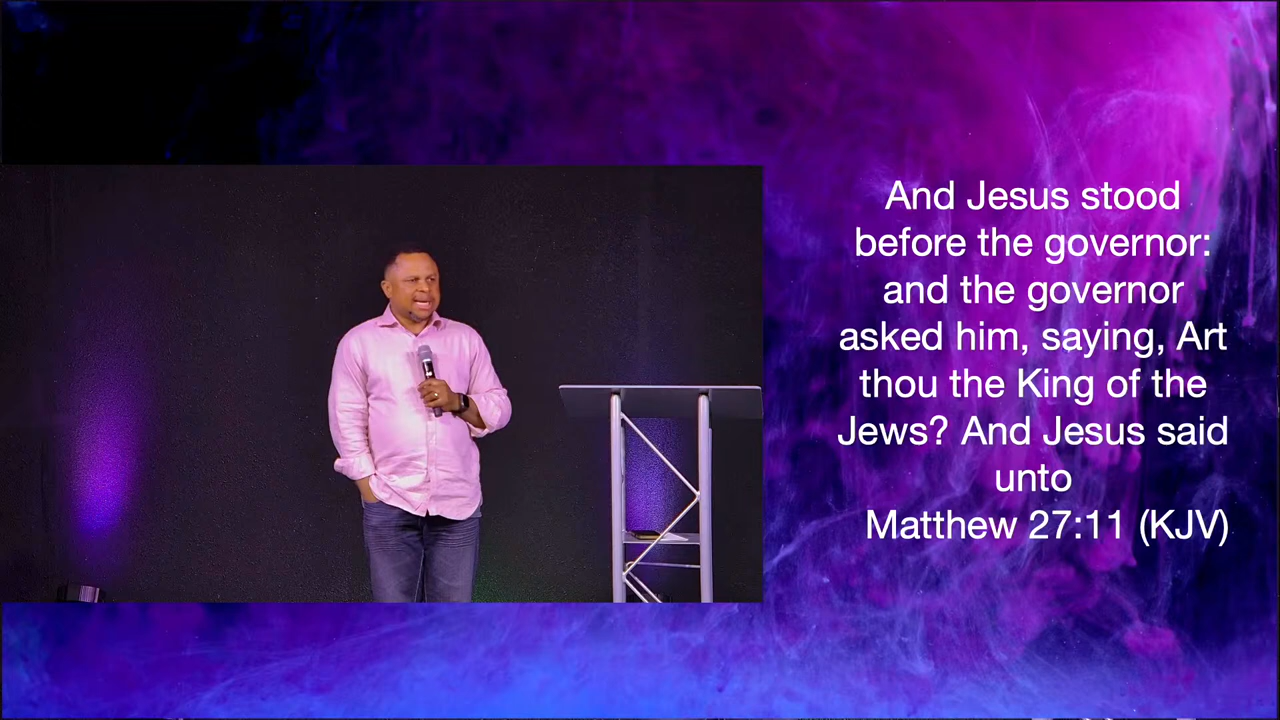 And Jesus stood
before the governor:
and the governor
asked him, saying, Art
thou the King of the
Jews? And Jesus said
unto
Matthew 27:11 (KJV)